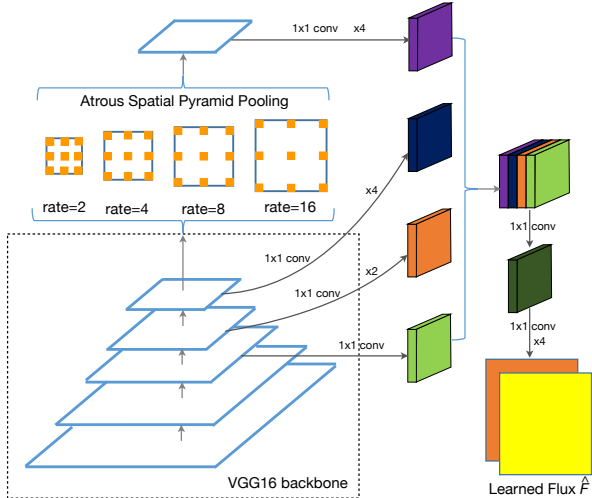 1x1 conv x4
Atrous Spatial Pyramid Pooling
rate=2 rate=4 rate=8 rate=16
x4
1x1 conv
1x1 conv
x2
1x1 conv
1x1 conv
1x1 conv
x4
VGG16 backbone
Learned Flux F̂